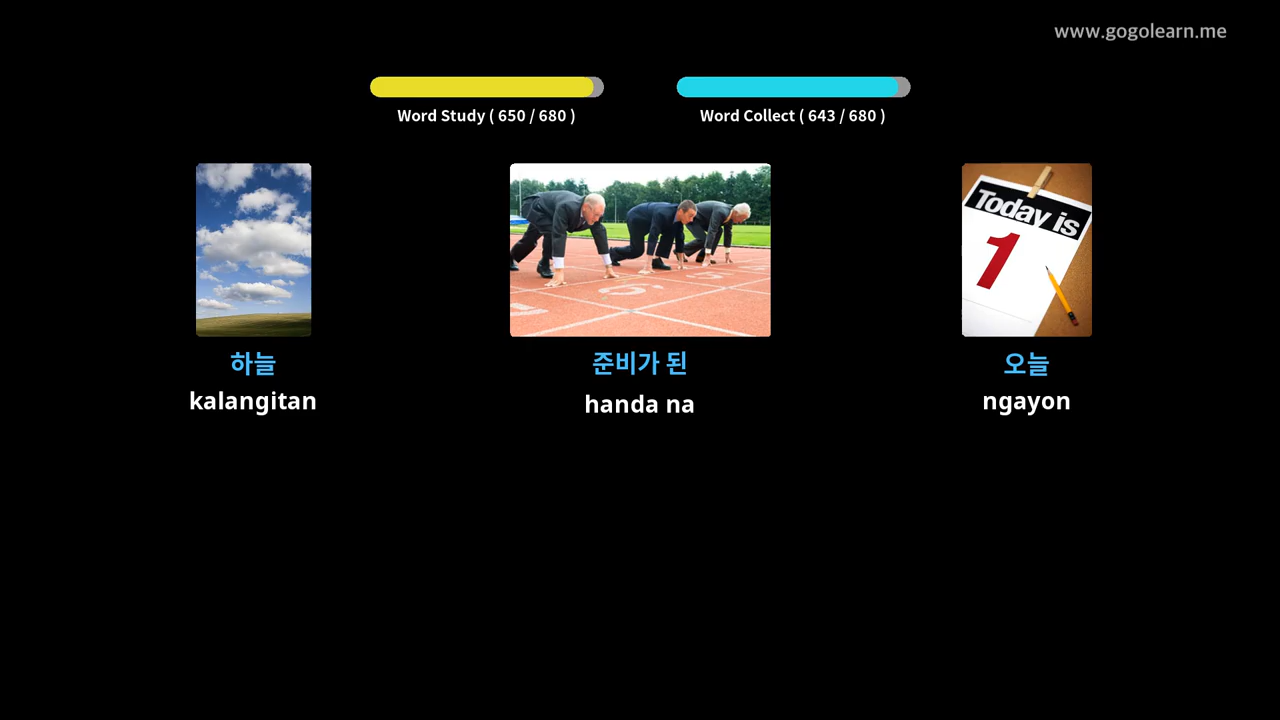 www.gogolearn.me
Word Study ( 650 / 680 )
Word Collect ( 643 / 680 )
Today is
1
하늘
준비가 된
오늘
kalangitan
handa na
ngayon